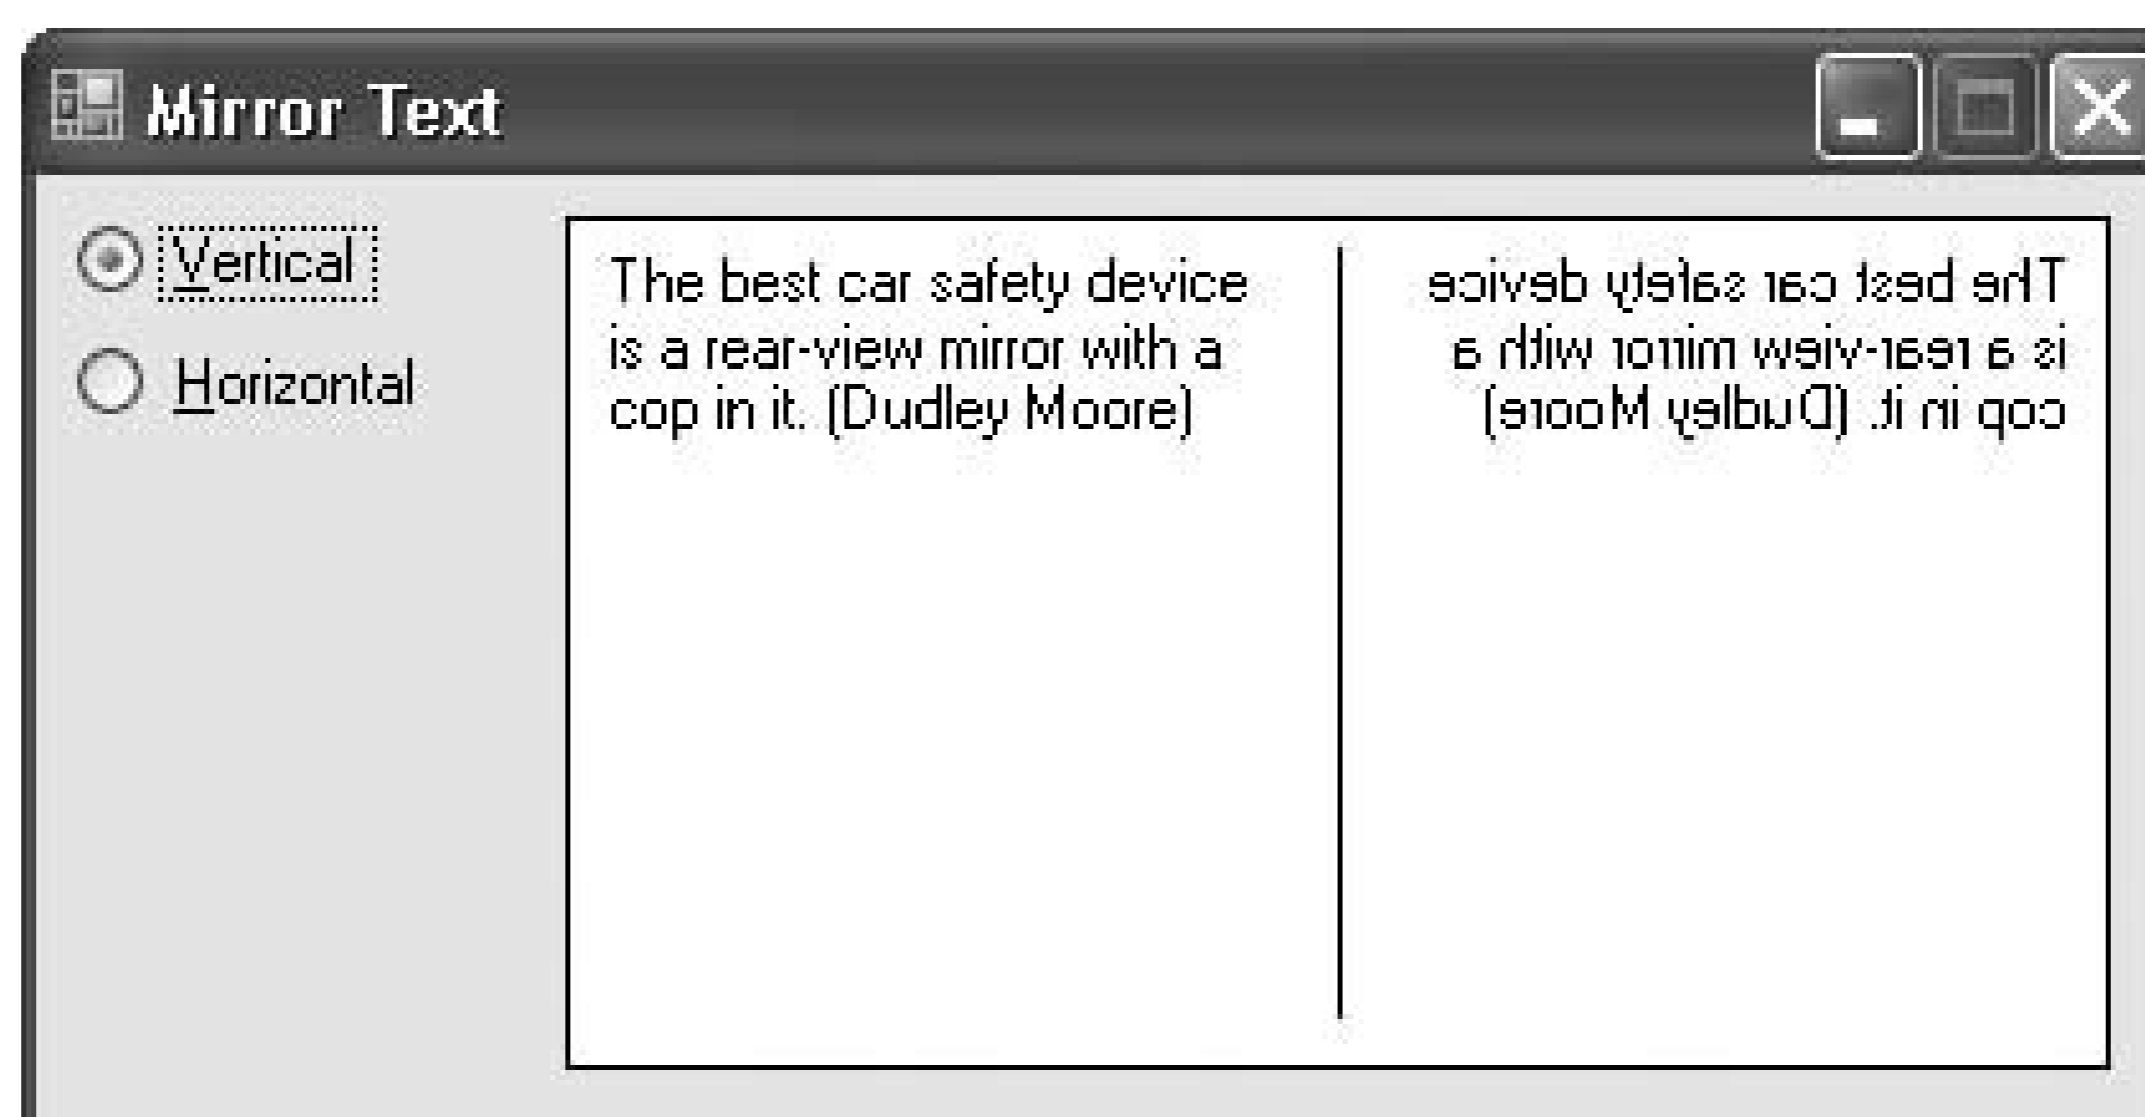 Mirror Text
Vertical
Horizontal
The best car safety device
is a rear-view mirror with a
cop in it. (Dudley Moore)
The best car safety device
is a rear-view mirror with a
cop in it. (Dudley Moore)